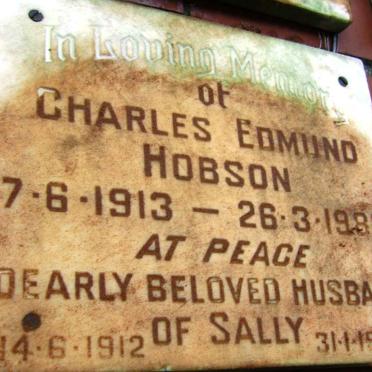 In Loving Memory
of
CHARLES EDMUND
HOBSON
7·6·1913 — 26·3·198
AT PEACE
DEARLY BELOVED HUSBA
OF SALLY
14·6·1912 31·1·19